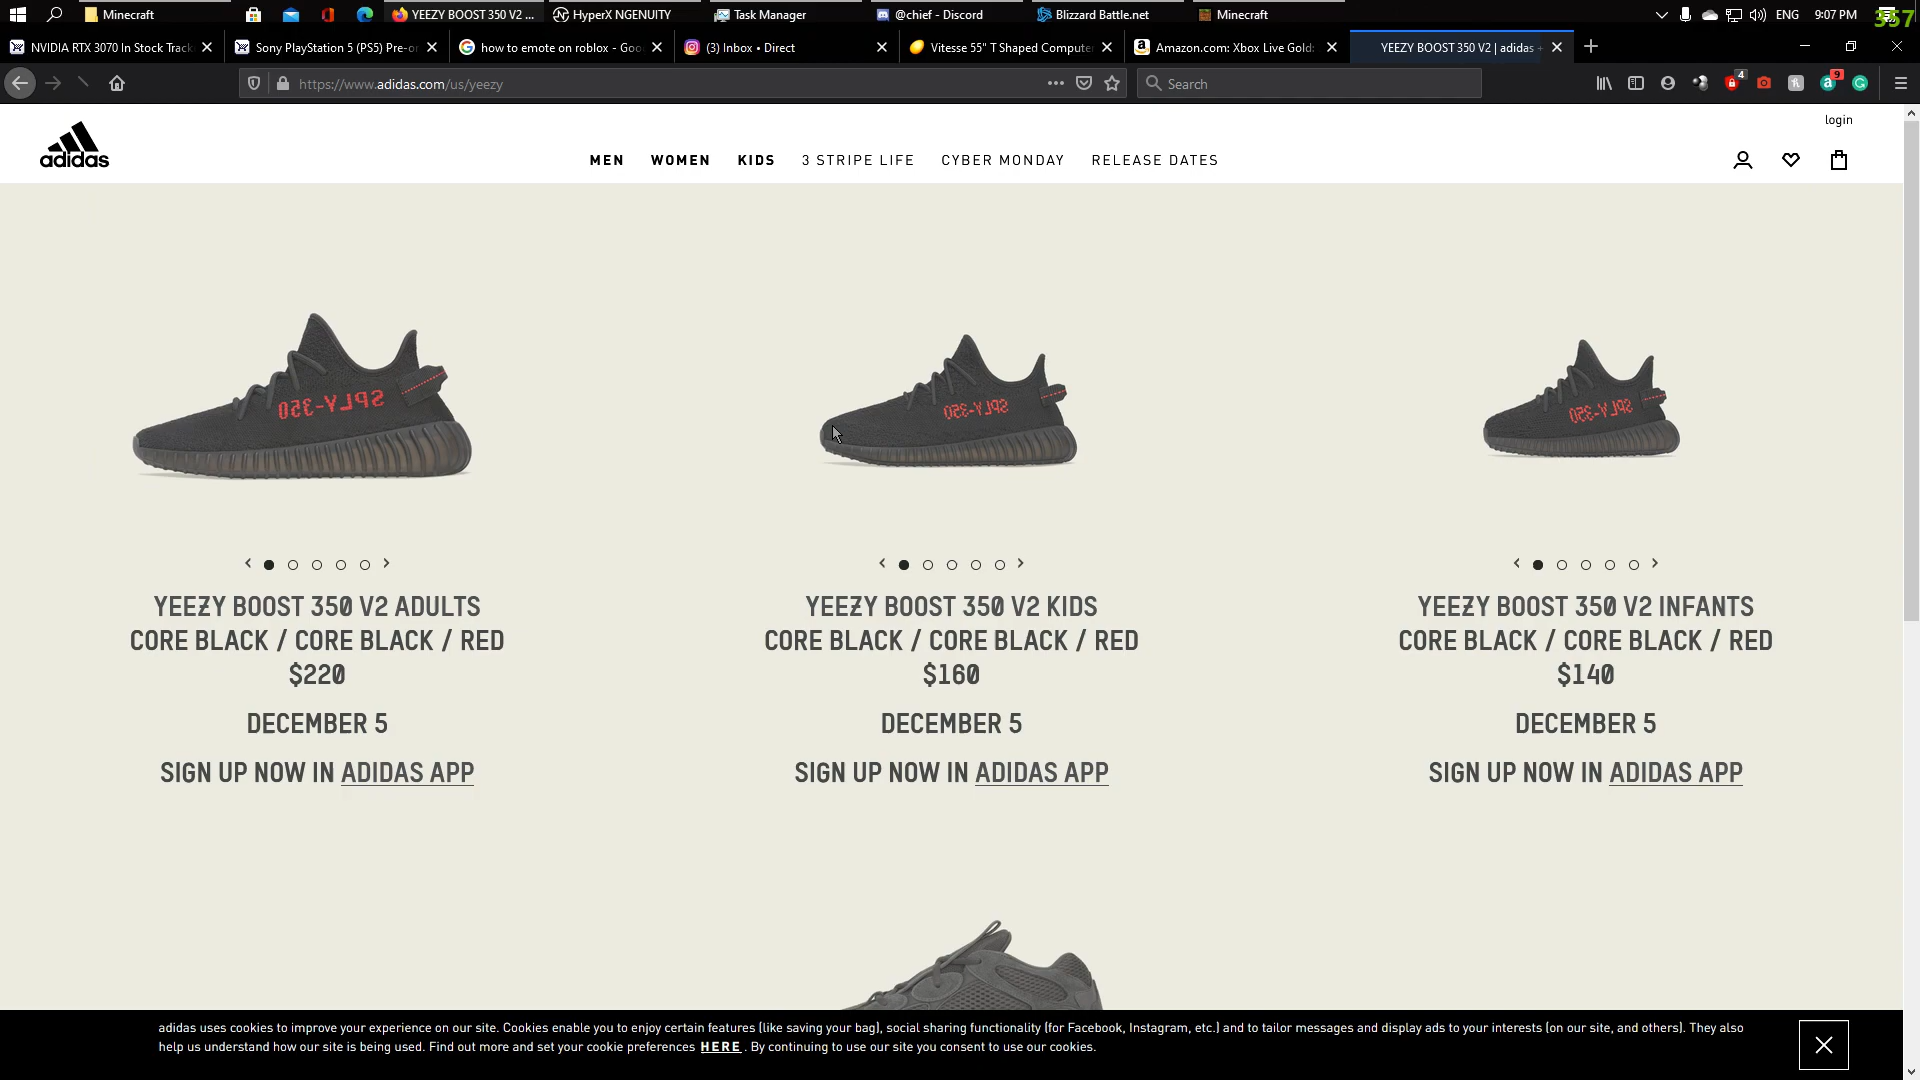 Minecraft
YEEZY BOOST 350 V2 ...
HyperX NGENUITY
Task Manager
@chief - Discord
Blizzard Battle.net
Minecraft
ENG
9:07 PM
357
NVIDIA RTX 3070 In Stock Track
Sony PlayStation 5 (PS5) Pre-or
how to emote on roblox - Goo
(3) Inbox • Direct
Vitesse 55" T Shaped Compute
Amazon.com: Xbox Live Gold:
YEEZY BOOST 350 V2 | adidas +
https://www.adidas.com/us/yeezy
Search
4
9
login
adidas
MEN
WOMEN
KIDS
3 STRIPE LIFE
CYBER MONDAY
RELEASE DATES
SPLY-350
SPLY-350
SPLY-350
YEEZY BOOST 350 V2 ADULTS
CORE BLACK / CORE BLACK / RED
$220
DECEMBER 5
SIGN UP NOW IN ADIDAS APP
YEEZY BOOST 350 V2 KIDS
CORE BLACK / CORE BLACK / RED
$160
DECEMBER 5
SIGN UP NOW IN ADIDAS APP
YEEZY BOOST 350 V2 INFANTS
CORE BLACK / CORE BLACK / RED
$140
DECEMBER 5
SIGN UP NOW IN ADIDAS APP
adidas uses cookies to improve your experience on our site. Cookies enable you to enjoy certain features (like saving your bag), social sharing functionality (for Facebook, Instagram, etc.) and to tailor messages and display ads to your interests (on our site, and others). They also
help us understand how our site is being used. Find out more and set your cookie preferences HERE . By continuing to use our site you consent to use our cookies.